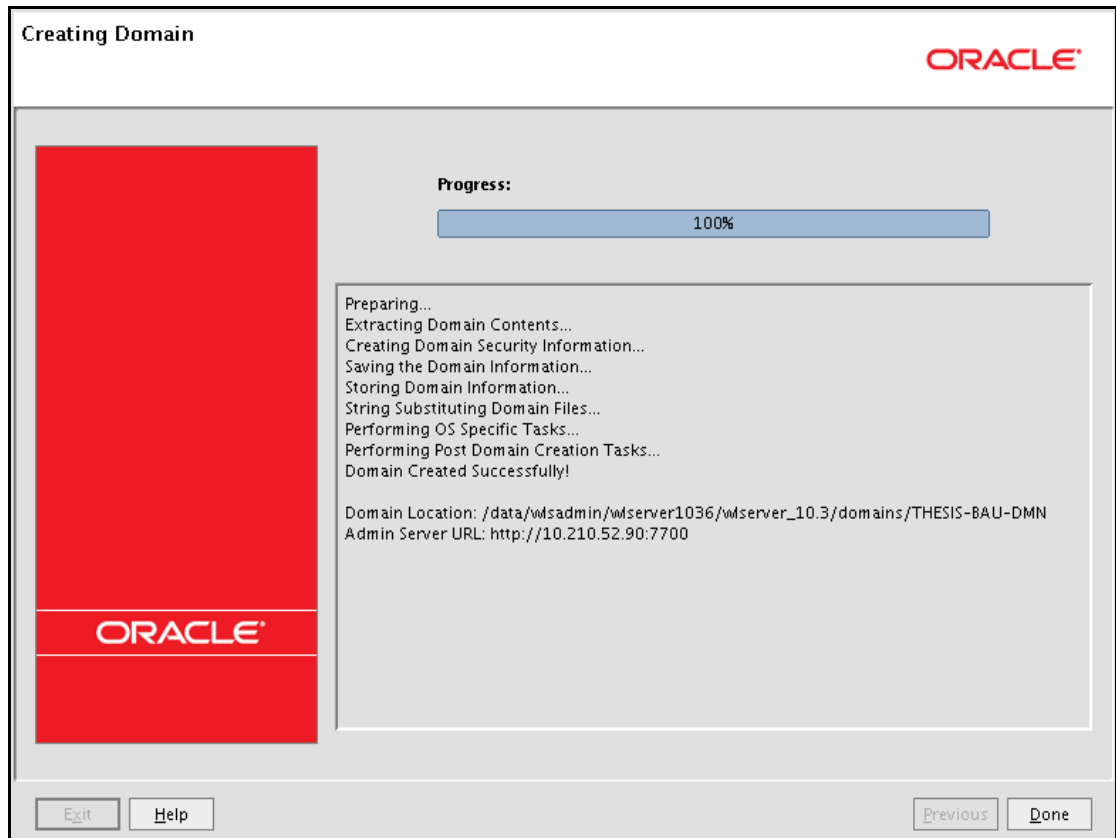 Creating Domain
ORACLE
Progress:
100%
Preparing...
Extracting Domain Contents...
Creating Domain Security Information...
Saving the Domain Information...
Storing Domain Information...
String Substituting Domain Files...
Performing OS Specific Tasks...
Performing Post Domain Creation Tasks...
Domain Created Successfully!
Domain Location: /data/wlsadmin/wlserver1036/wlserver_10.3/domains/THESIS-BAU-DMN
Admin Server URL: http://10.210.52.90:7700
ORACLE
Exit Help Previous Done